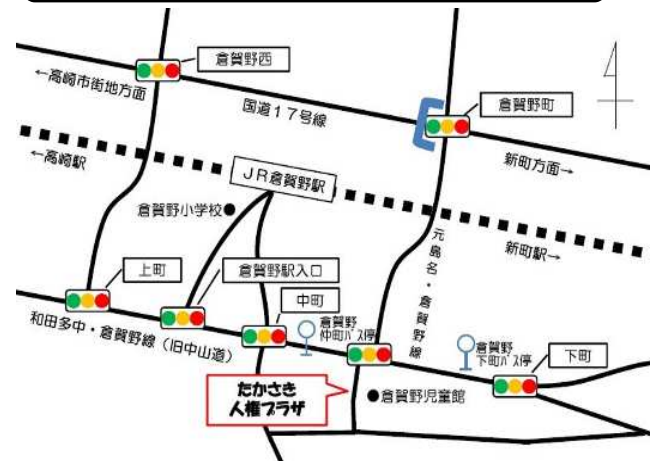 倉賀野西
←高崎市街地方面
国道17号線
倉賀野町
新町方面→
←高崎駅
JR倉賀野駅
倉賀野小学校●
新町駅→
元島名・倉賀野線
上町
倉賀野駅入口
中町
倉賀野
仲町バス停
倉賀野
下町バス停
下町
和田多中・倉賀野線（旧中山道）
たかさき
人権プラザ
●倉賀野児童館